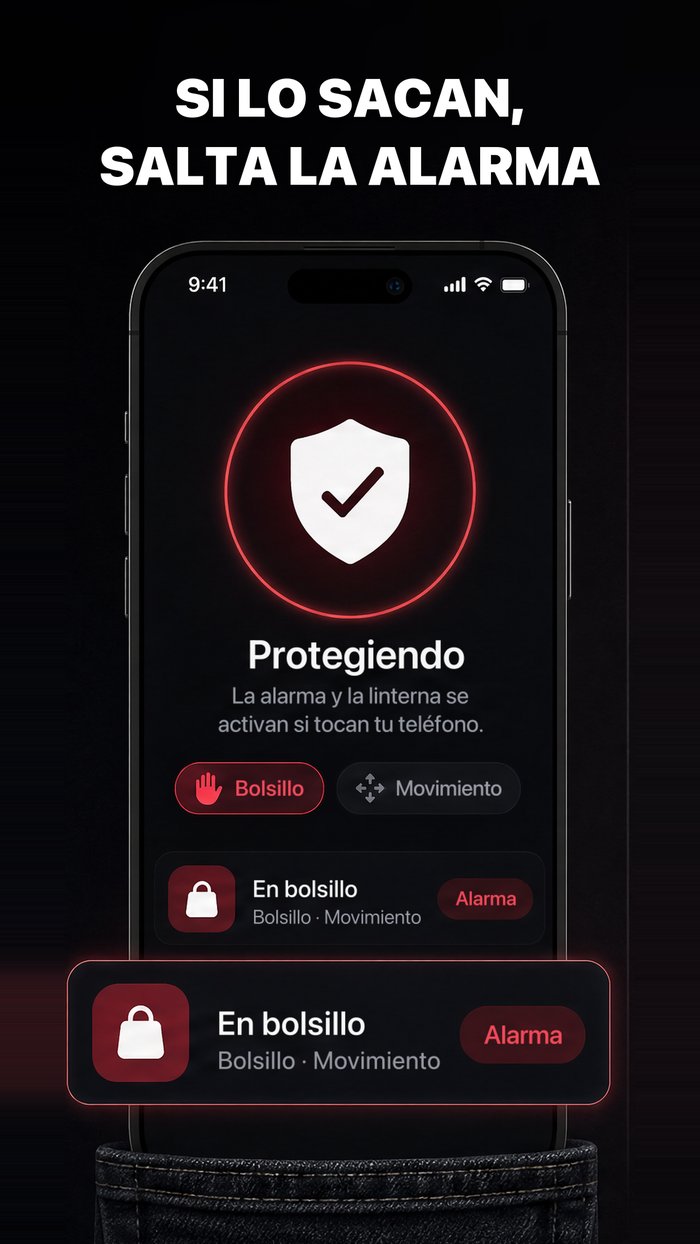 SI LO SACAN,
SALTA LA ALARMA
9:41
Protegiendo
La alarma y la linterna se
activan si tocan tu teléfono.
Bolsillo
Movimiento
En bolsillo
Alarma
Bolsillo · Movimiento
En bolsillo
Alarma
Bolsillo · Movimiento